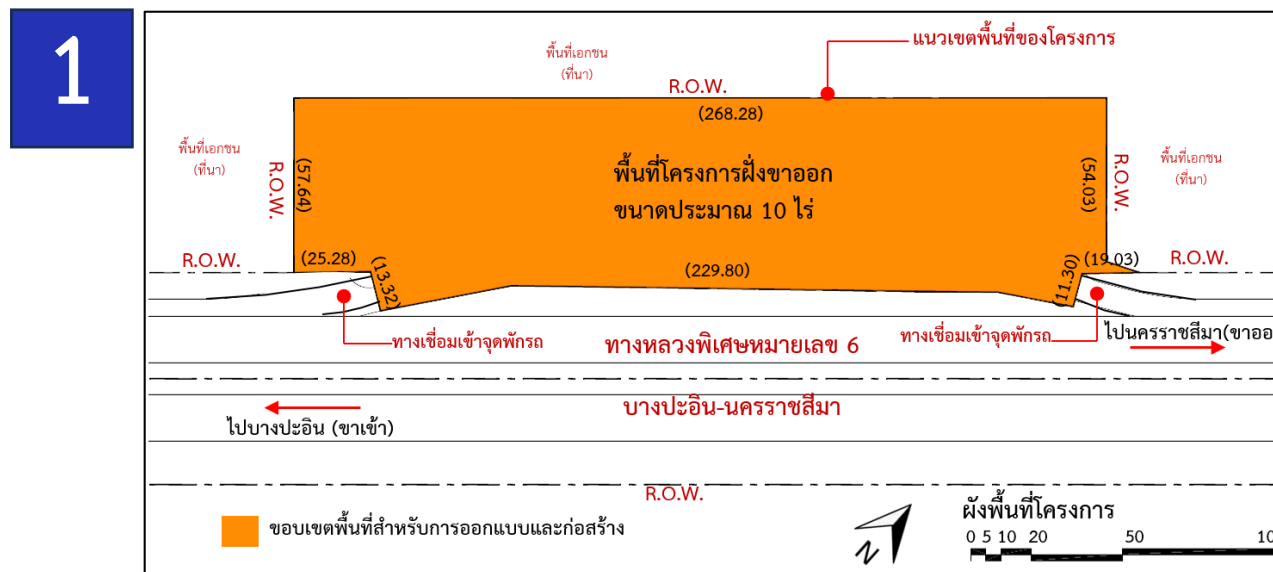 1
แนวเขตพื้นที่ของโครงการ
พื้นที่เอกชน
(ที่นา)
R.O.W.
(268.28)
พื้นที่เอกชน
(ที่นา)
R.O.W.
(57.64)
พื้นที่โครงการฝั่งขาออก
ขนาดประมาณ 10 ไร่
(54.03)
R.O.W.
พื้นที่เอกชน
(ที่นา)
R.O.W.
(25.28)
(13.32)
(229.80)
(11.30)
(19.03)
R.O.W.
ทางเชื่อมเข้าจุดพักรถ
ทางหลวงพิเศษหมายเลข 6
ทางเชื่อมเข้าจุดพักรถ
ไปนครราชสีมา(ขาออ
บางปะอิน-นครราชสีมา
ไปบางปะอิน (ขาเข้า)
R.O.W.
ขอบเขตพื้นที่สำหรับการออกแบบและก่อสร้าง
N
ผังพื้นที่โครงการ
0 5 10 20 50 10